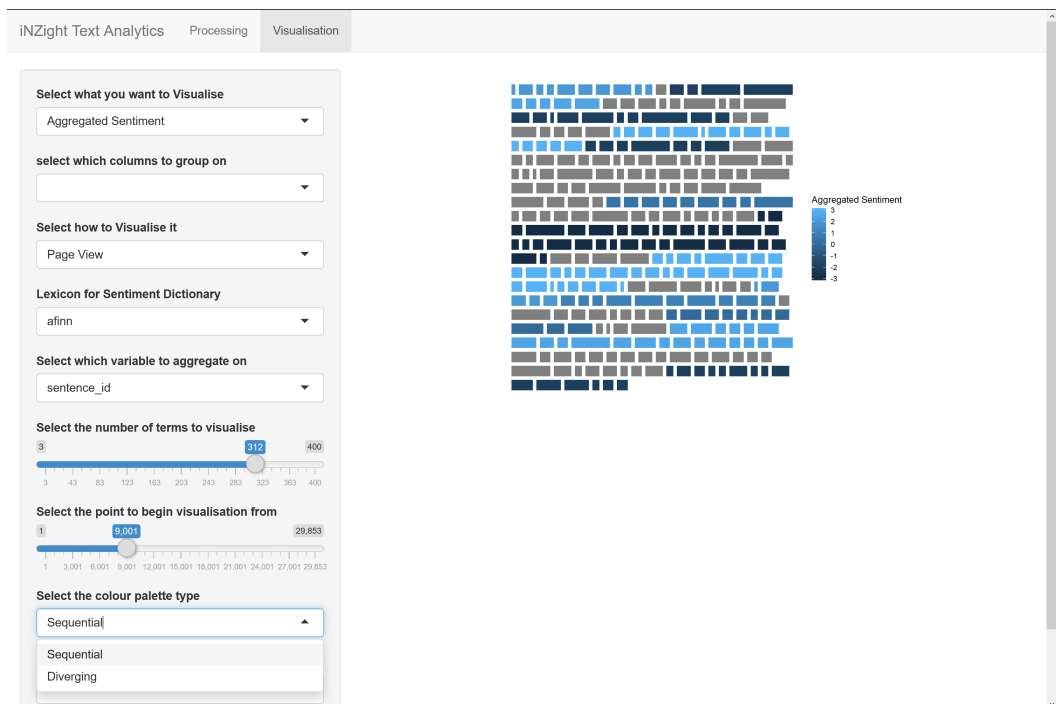 iNZight Text Analytics Processing Visualisation
Select what you want to Visualise
Aggregated Sentiment
select which columns to group on
Select how to Visualise it
Page View
Lexicon for Sentiment Dictionary
afinn
Select which variable to aggregate on
sentence_id
Select the number of terms to visualise
3 312 400
3 43 83 123 163 203 243 283 323 363 400
Select the point to begin visualisation from
1 9,001 29,853
1 3,001 6,001 9,001 12,001 15,001 18,001 21,001 24,001 27,001 29,853
Select the colour palette type
Sequential
Sequential
Diverging
Aggregated Sentiment
3
2
1
0
-1
-2
-3